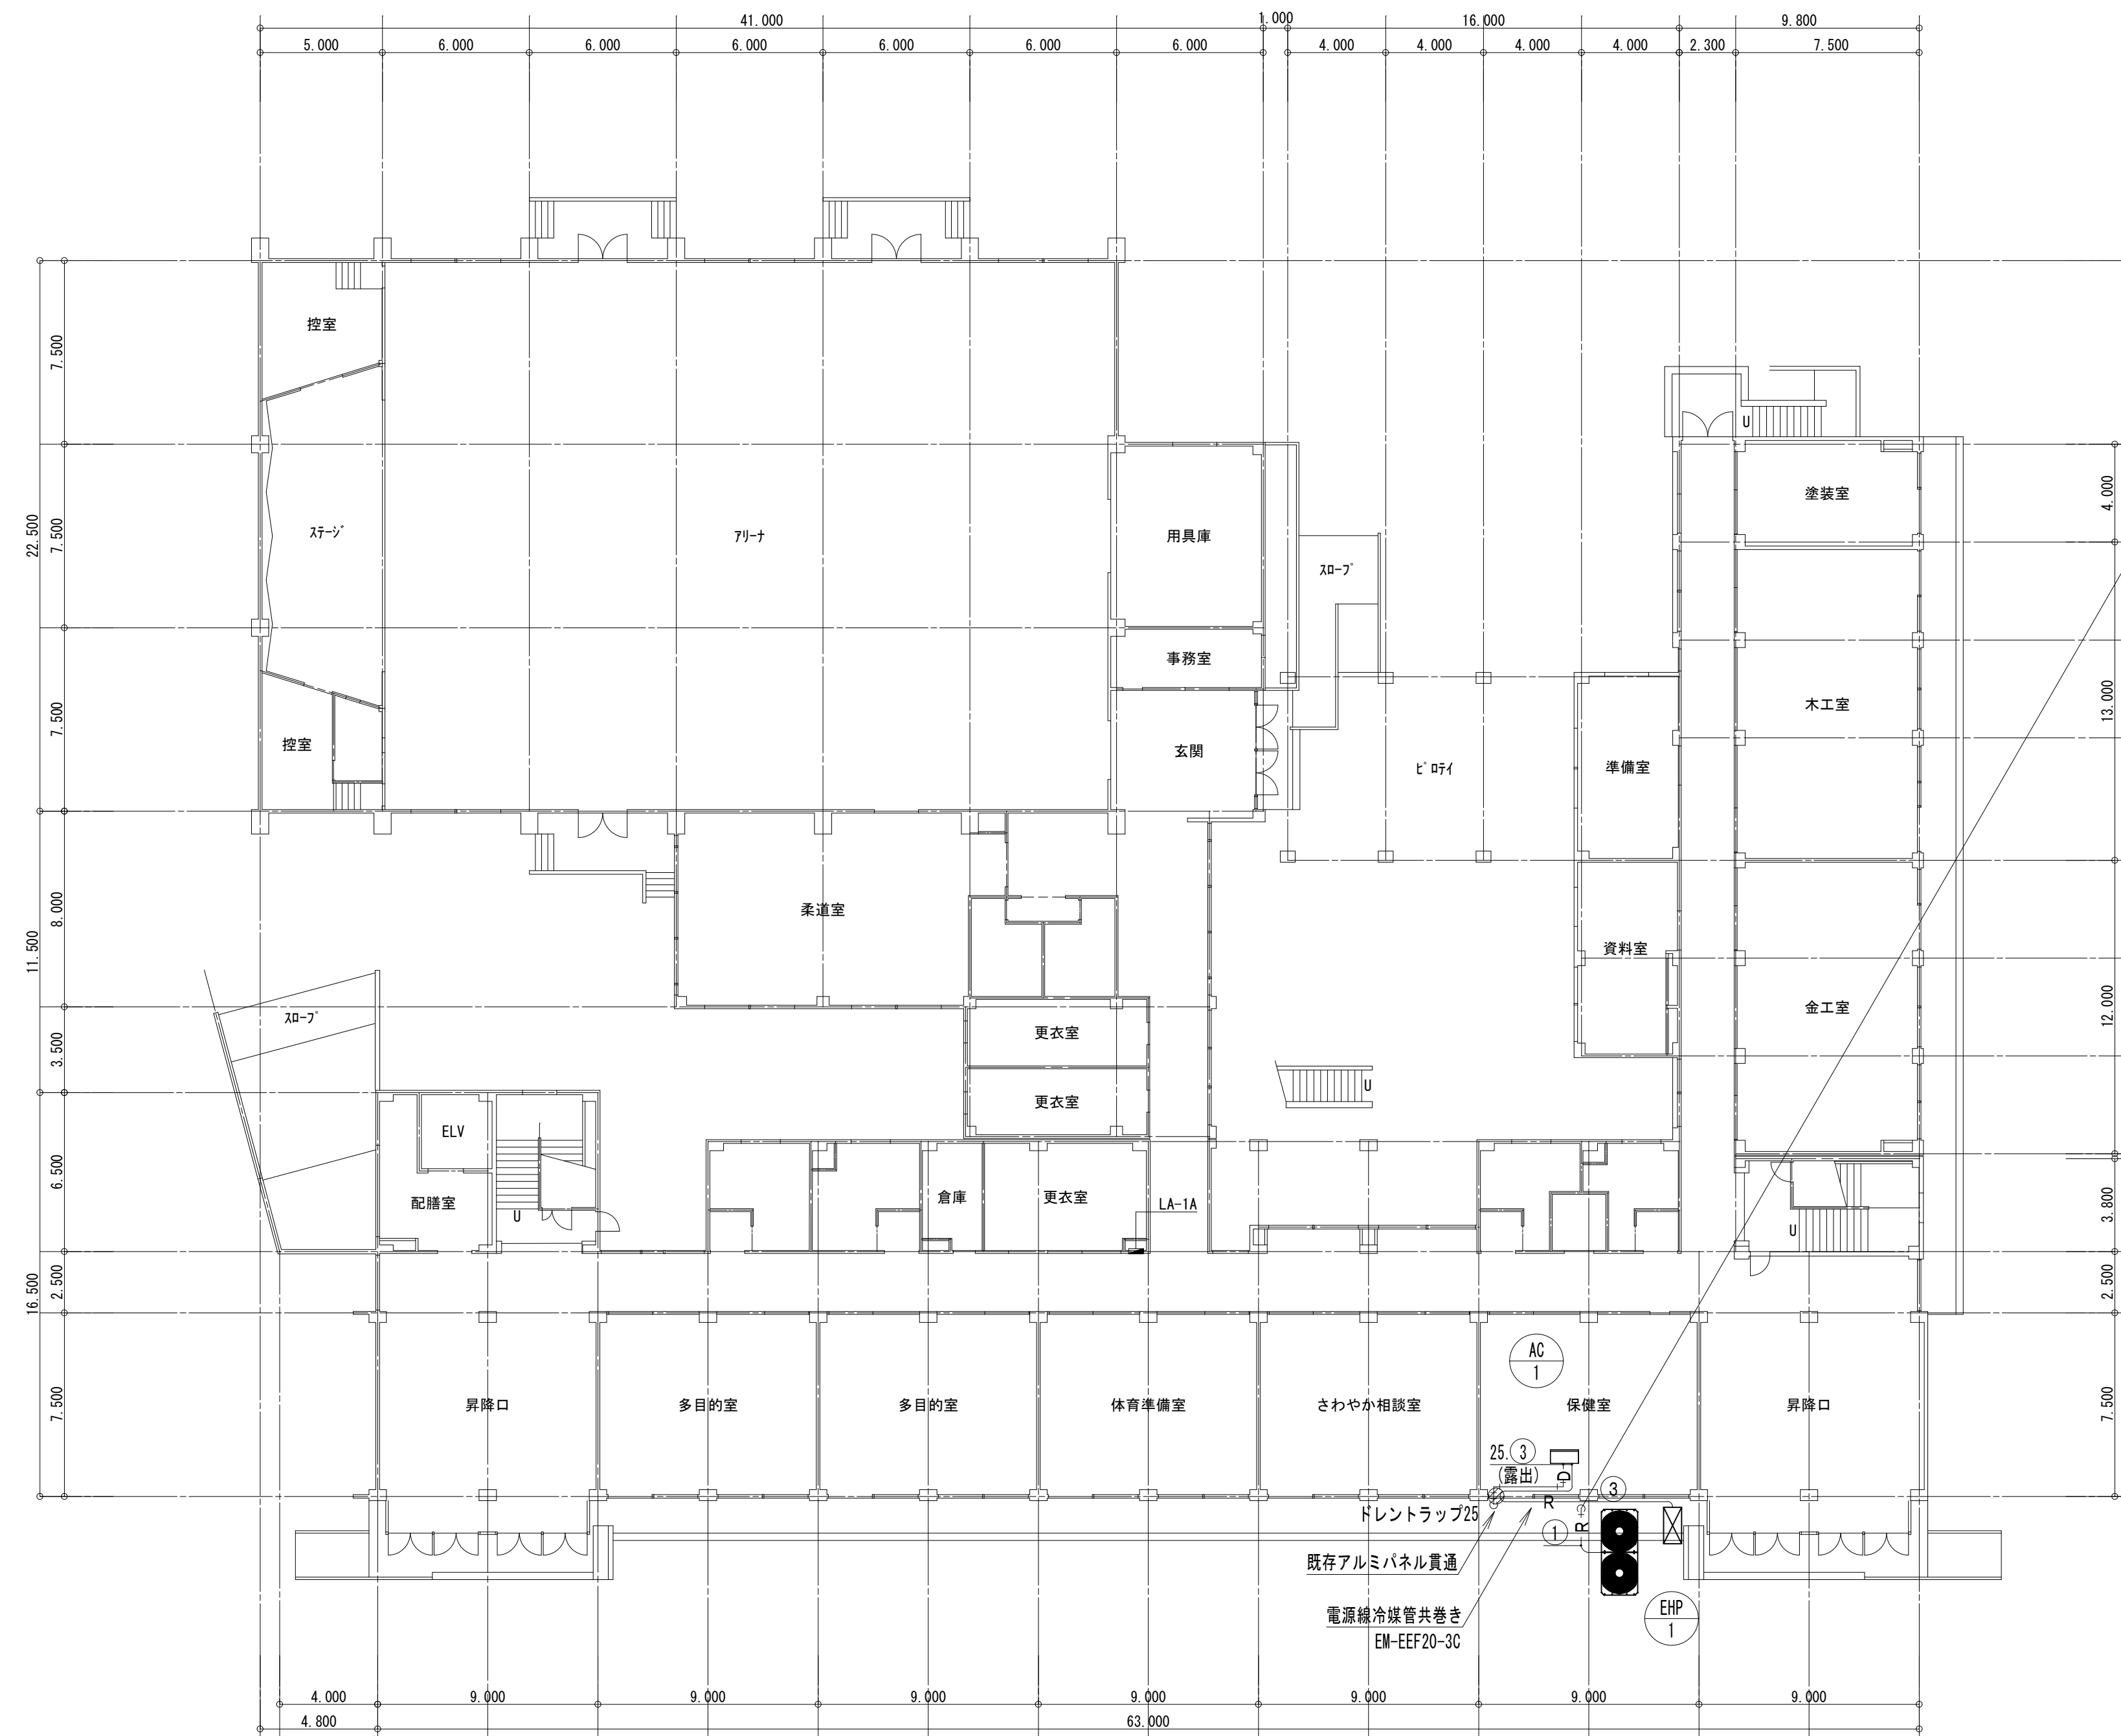 41.000 1.000 16.000 9.800
5.000 6.000 6.000 6.000 6.000 6.000 6.000 4.000 4.000 4.000 4.000 2.300 7.500
控室
7.500
U
塗装室
4.000
22.500
7.500
ステージ
アリーナ
用具庫
スロープ
事務室
木工室
13.000
7.500
控室
玄関
ピロテイ
準備室
8.000
柔道室
11.500
資料室
スロープ
3.500
更衣室
金工室
12.000
更衣室
U
ELV
6.500
配膳室
U
倉庫
更衣室
LA-1A
U
3.800
16.500
2.500
2.500
AC
1
7.500
昇降口
多目的室
多目的室
体育準備室
さわやか相談室
保健室
昇降口
7.500
25.③
(露出)
D
R
③
ドレントラップ25
①
R
既存アルミパネル貫通
電源線冷媒管共巻き
EM-EEF20-3C
EHP
1
4.000 9.000 9.000 9.000 9.000 9.000 9.000 9.000
4.800 63.000